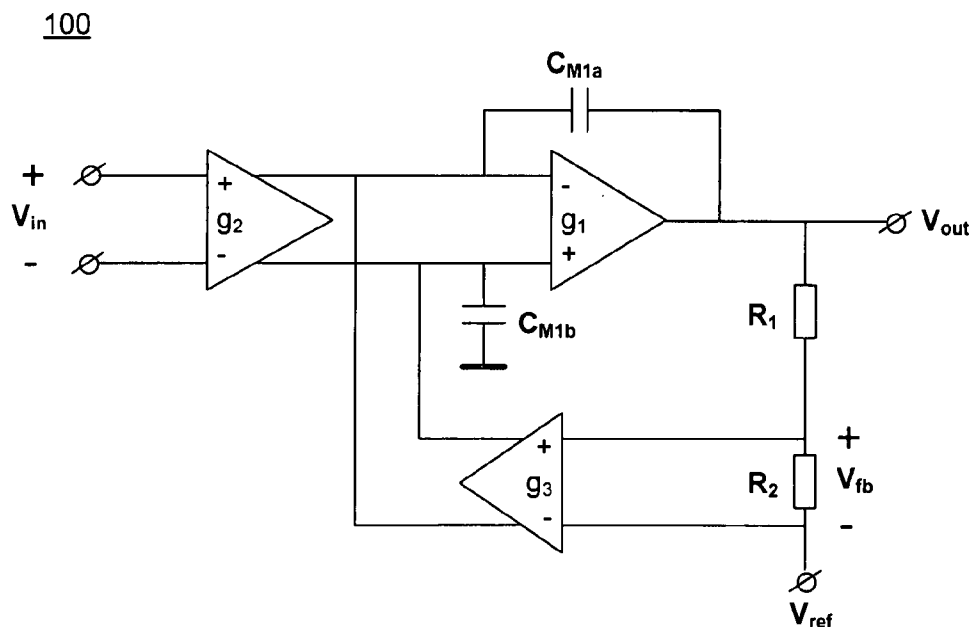 100
C_M1a
+
V_in
-
+
g_2
-
-
g_1
+
V_out
C_M1b
R_1
+
g_3
-
R_2
+
V_fb
-
V_ref